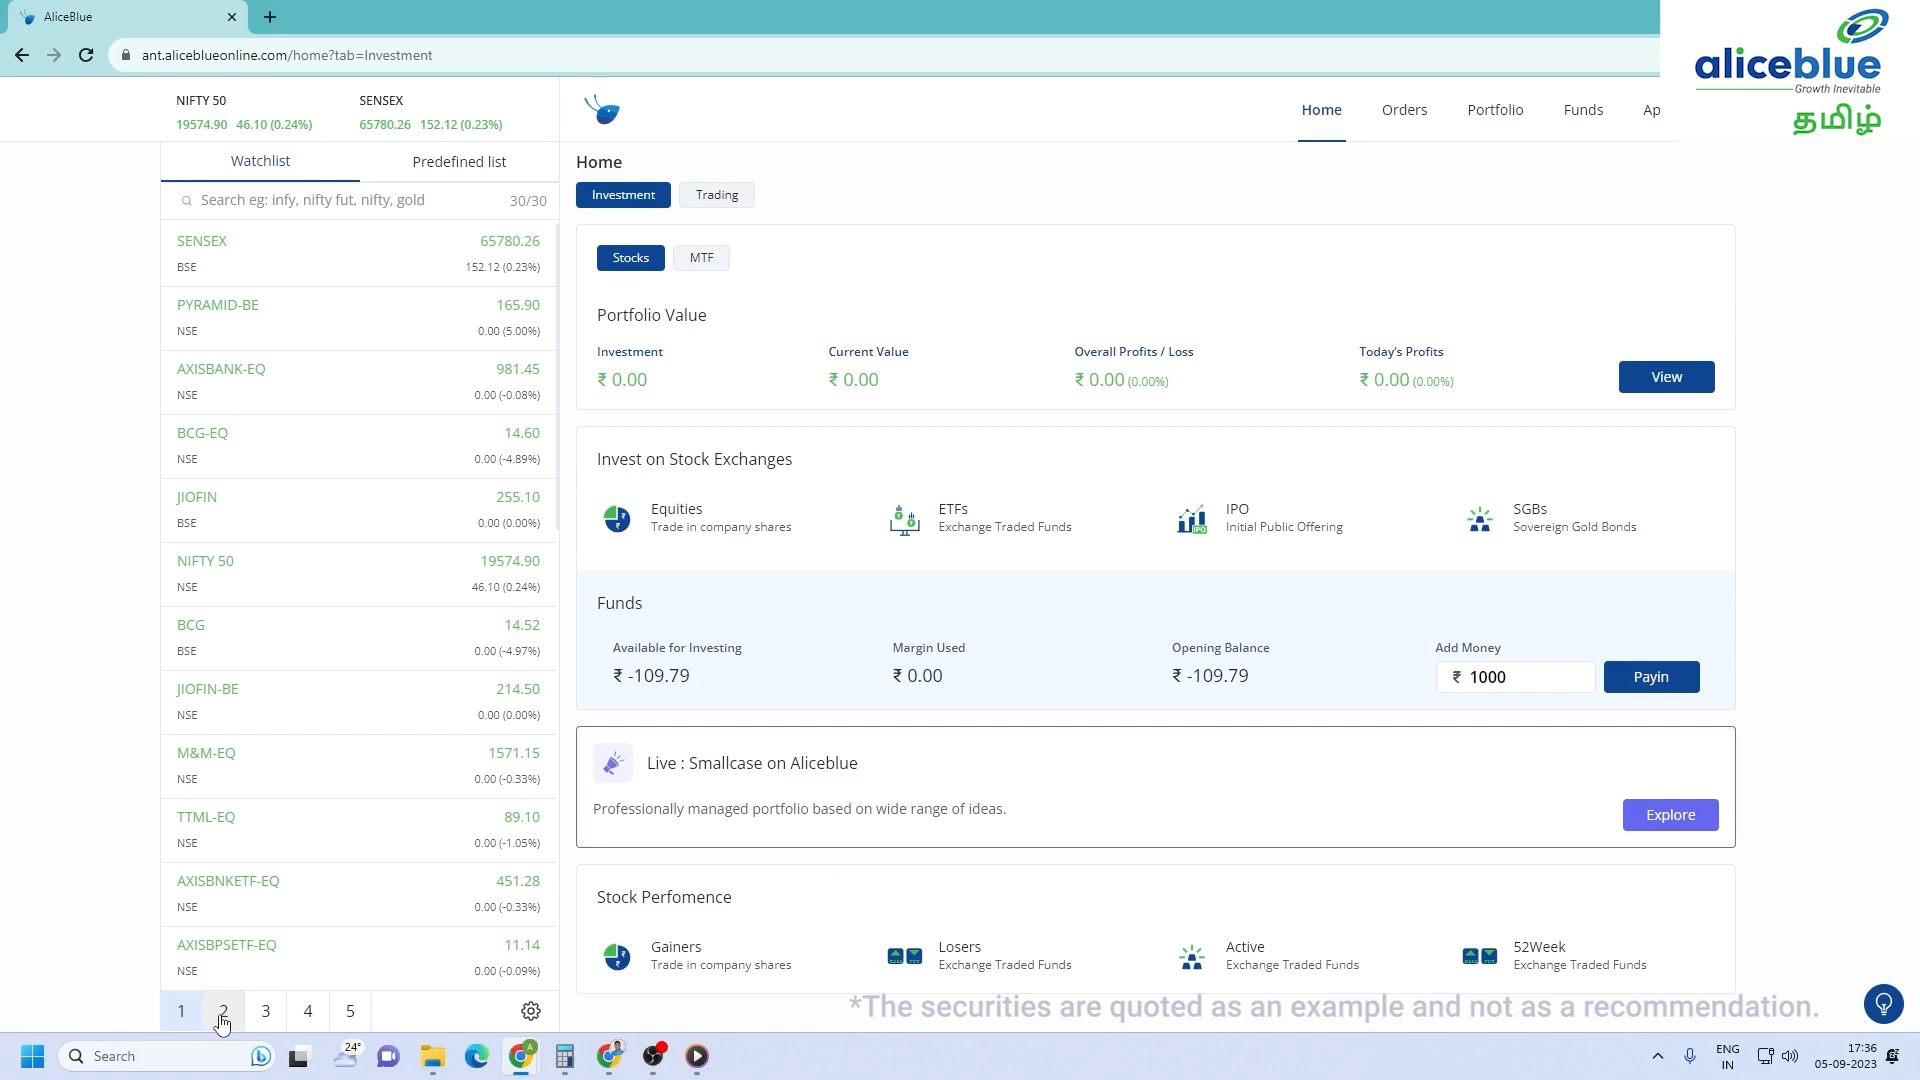 AliceBlue
ant.aliceblueonline.com/home?tab=Investment
aliceblue
Growth Inevitable
தமிழ்
NIFTY 50
19574.90 46.10 (0.24%)
SENSEX
65780.26 152.12 (0.23%)
Home Orders Portfolio Funds Ap
Watchlist Predefined list
Search eg: infy, nifty fut, nifty, gold 30/30
SENSEX 65780.26
BSE 152.12 (0.23%)
PYRAMID-BE 165.90
NSE 0.00 (5.00%)
AXISBANK-EQ 981.45
NSE 0.00 (-0.08%)
BCG-EQ 14.60
NSE 0.00 (-4.89%)
JIOFIN 255.10
BSE 0.00 (0.00%)
NIFTY 50 19574.90
NSE 46.10 (0.24%)
BCG 14.52
BSE 0.00 (-4.97%)
JIOFIN-BE 214.50
NSE 0.00 (0.00%)
M&M-EQ 1571.15
NSE 0.00 (-0.33%)
TTML-EQ 89.10
NSE 0.00 (-1.05%)
AXISBNKETF-EQ 451.28
NSE 0.00 (-0.33%)
AXISBPSETF-EQ 11.14
NSE 0.00 (-0.09%)
1 2 3 4 5
Home
Investment Trading
Stocks MTF
Portfolio Value
Investment Current Value Overall Profits / Loss Today's Profits
₹ 0.00 ₹ 0.00 ₹ 0.00 (0.00%) ₹ 0.00 (0.00%)
View
Invest on Stock Exchanges
Equities ETFs IPO SGBs
Trade in company shares Exchange Traded Funds Initial Public Offering Sovereign Gold Bonds
Funds
Available for Investing Margin Used Opening Balance Add Money
₹ -109.79 ₹ 0.00 ₹ -109.79 ₹ 1000 Payin
Live : Smallcase on Aliceblue
Professionally managed portfolio based on wide range of ideas.
Explore
Stock Perfomence
Gainers Losers Active 52Week
Trade in company shares Exchange Traded Funds Exchange Traded Funds Exchange Traded Funds
*The securities are quoted as an example and not as a recommendation.
Search
24°
ENG
IN
17:36
05-09-2023